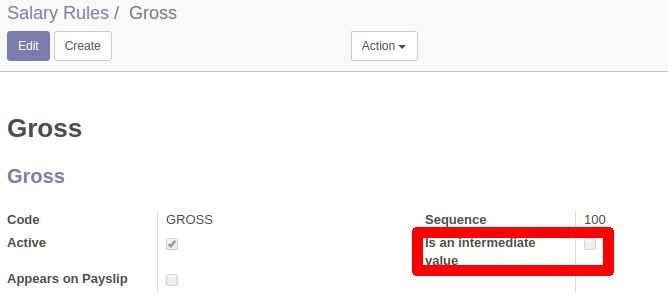 Salary Rules / Gross
Edit Create Action
Gross
Gross
Code GROSS Sequence 100
Active Is an intermediate
value
Appears on Payslip